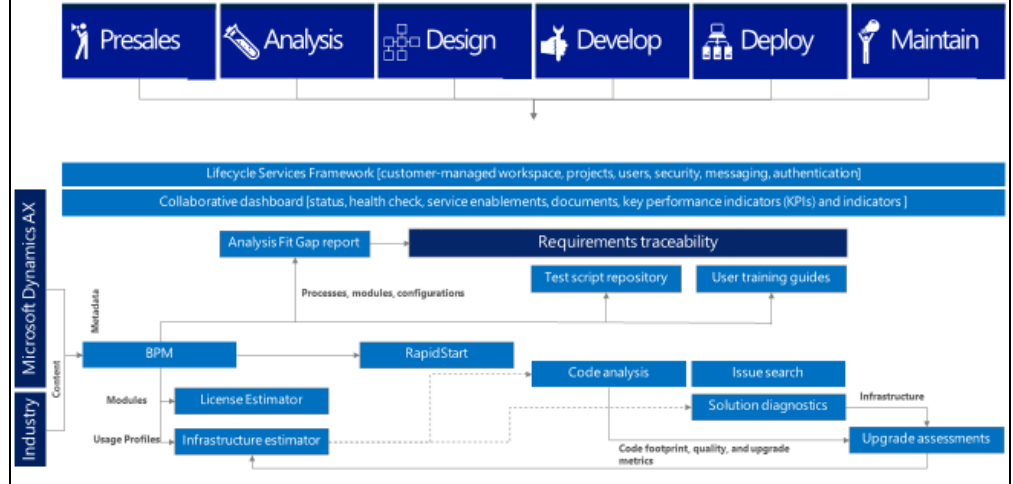 Presales
Analysis
Design
Develop
Deploy
Maintain
Lifecycle Services Framework [customer-managed workspace, projects, users, security, messaging, authentication]
Collaborative dashboard [status, health check, service enablements, documents, key performance indicators (KPIs) and indicators ]
Microsoft Dynamics AX
Industry
Analysis Fit Gap report
Requirements traceability
Test script repository
User training guides
Processes, modules, configurations
Metadata
Content
BPM
RapidStart
Code analysis
Issue search
Modules
License Estimator
Solution diagnostics
Infrastructure
Usage Profiles
Infrastructure estimator
Upgrade assessments
Code footprint, quality, and upgrade
metrics